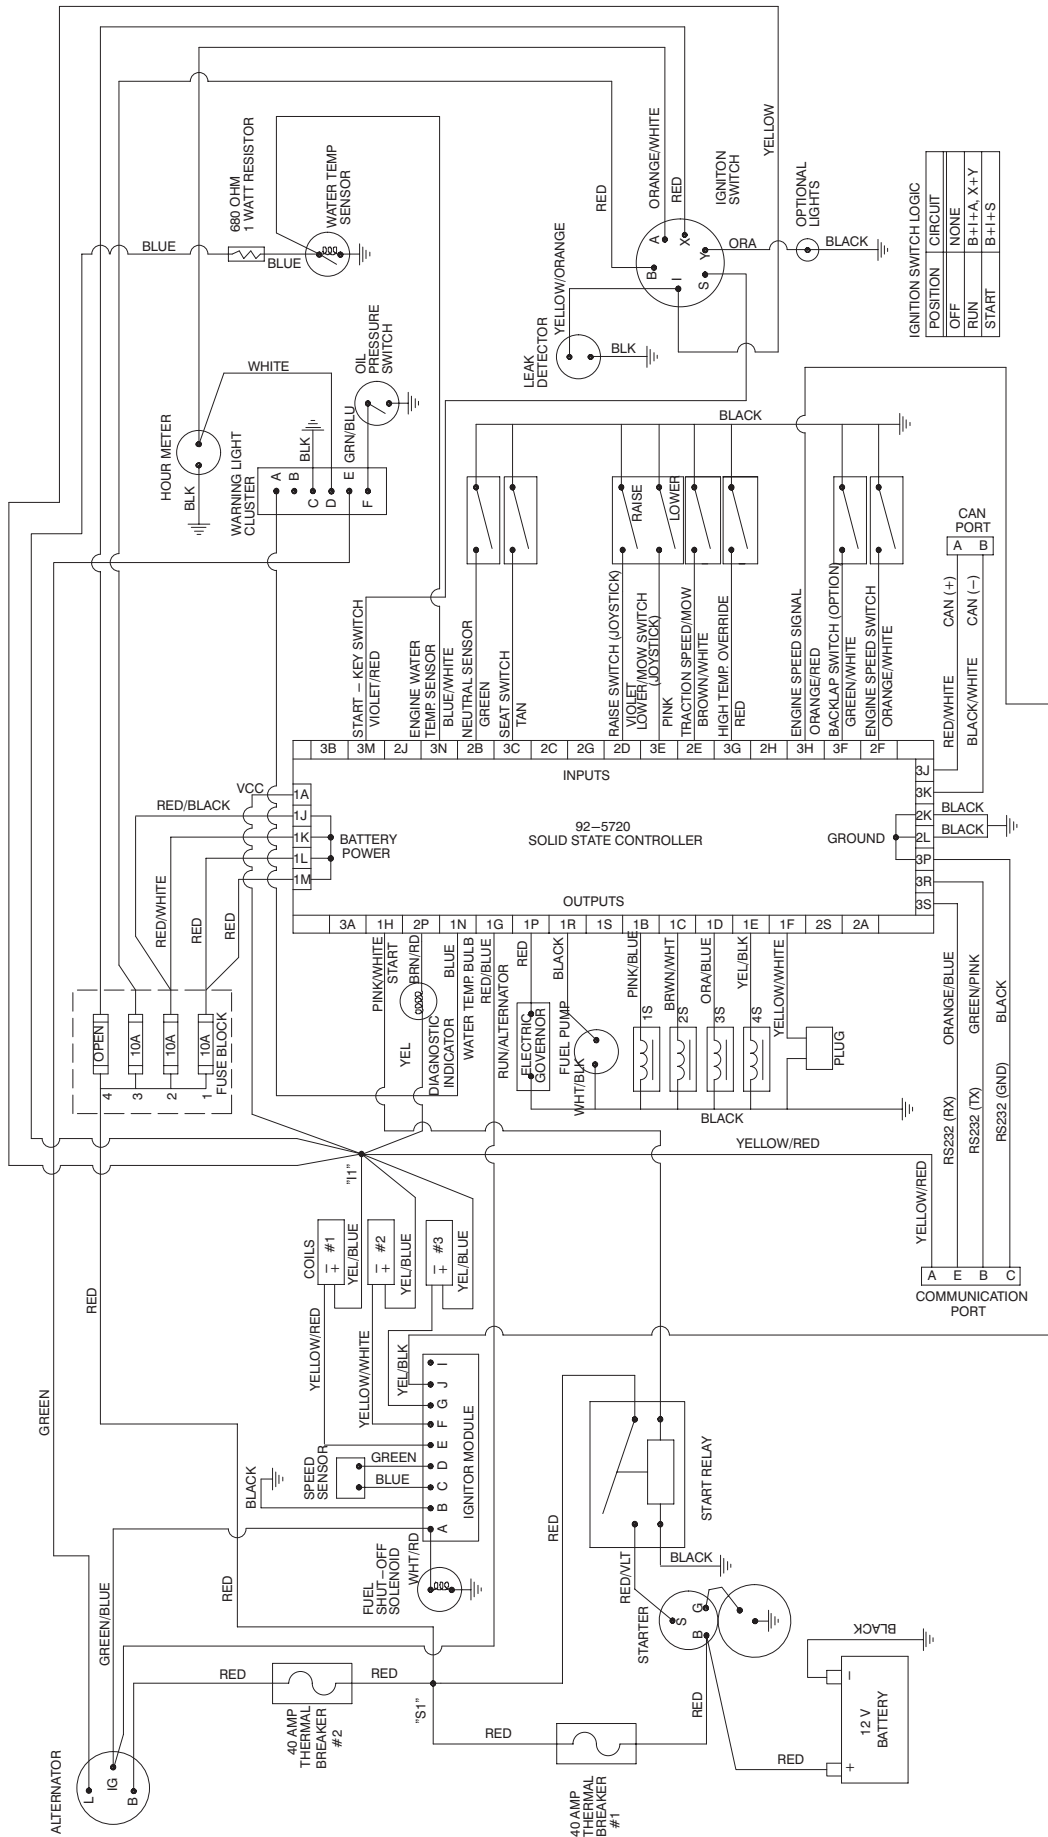 680 OHM
1 WATT RESISTOR
BLUE
BLUE
WATER TEMP
SENSOR
HOUR METER
BLK
WHITE
OIL
PRESSURE
SWITCH
WARNING LIGHT
CLUSTER
BLK
GRN/BLU
A
B
C
D
E
F
LEAK
DETECTOR
YELLOW/ORANGE
BLK
RED
ORANGE/WHITE
RED
A
X
Y
B
I
S
IGNITON
SWITCH
YELLOW
ORA
OPTIONAL
LIGHTS
BLACK
IGNITION SWITCH LOGIC
POSITION CIRCUIT
OFF NONE
RUN B+I+A, X+Y
START B+I+S
BLACK
RAISE
LOWER
CAN
PORT
A B
CAN (+)
CAN (–)
RED/WHITE
BLACK/WHITE
START – KEY SWITCH
VIOLET/RED
ENGINE WATER
TEMP. SENSOR
BLUE/WHITE
NEUTRAL SENSOR
GREEN
SEAT SWITCH
TAN
RAISE SWITCH (JOYSTICK)
VIOLET
LOWER/MOW SWITCH
(JOYSTICK)
PINK
TRACTION SPEED/MOW
BROWN/WHITE
HIGH TEMP. OVERRIDE
RED
ENGINE SPEED SIGNAL
ORANGE/RED
BACKLAP SWITCH (OPTION)
GREEN/WHITE
ENGINE SPEED SWITCH
ORANGE/WHITE
3B 3M 2J 3N 2B 3C 2C 2G 2D 3E 2E 3G 2H 3H 3F 2F
INPUTS
VCC
RED/BLACK
RED/WHITE
RED
RED
1A
1J
1K
1L
1M
BATTERY
POWER
92–5720
SOLID STATE CONTROLLER
GROUND
3J
3K
2K
2L
3P
3R
3S
BLACK
BLACK
OUTPUTS
3A 1H 2P 1N 1G 1P 1R 1S 1B 1C 1D 1E 1F 2S 2A
OPEN
10A
10A
10A
4
3
2
1
FUSE BLOCK
PINK/WHITE
START
BRN/RD
YEL
DIAGNOSTIC
INDICATOR
BLUE
WATER TEMP. BULB
RED/BLUE
RUN/ALTERNATOR
RED
ELECTRIC
GOVERNOR
BLACK
FUEL PUMP
WHT/BLK
PINK/BLUE
1S
BRWN/WHT
2S
ORA/BLUE
3S
YEL/BLK
4S
YELLOW/WHITE
PLUG
BLACK
ORANGE/BLUE
GREEN/PINK
BLACK
RS232 (RX)
RS232 (TX)
RS232 (GND)
YELLOW/RED
YELLOW/RED
A E B C
COMMUNICATION
PORT
"I1"
COILS
– + #1
– + #2
– + #3
YEL/BLUE
YEL/BLUE
YEL/BLUE
YELLOW/RED
YELLOW/WHITE
YEL/BLK
RED
GREEN
SPEED
SENSOR
BLACK
GREEN
BLUE
A B C D E F G J I
IGNITOR MODULE
WHT/RD
FUEL
SHUT–OFF
SOLENOID
RED
GREEN/BLUE
START RELAY
RED
RED/VLT
BLACK
STARTER
S
B
G
RED
RED
"S1"
40 AMP
THERMAL
BREAKER
#2
RED
RED
40 AMP
THERMAL
BREAKER
#1
ALTERNATOR
L
IG
B
BLACK
–
+
12 V
BATTERY
RED